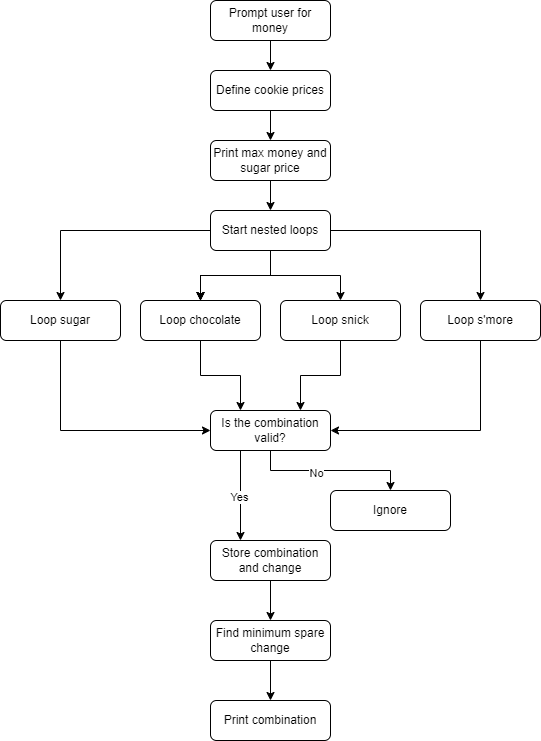 Prompt user for
money
Define cookie prices
Print max money and
sugar price
Start nested loops
Loop sugar
Loop chocolate
Loop snick
Loop s'more
Is the combination
valid?
No
Yes
Ignore
Store combination
and change
Find minimum spare
change
Print combination